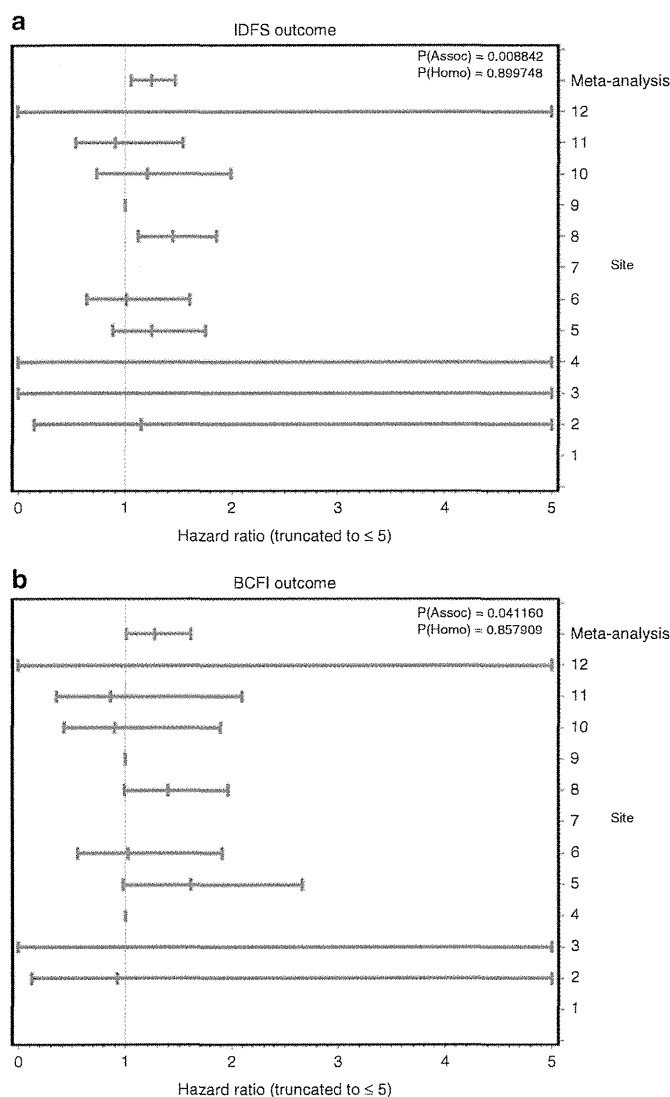 a
IDFS outcome
P(Assoc) = 0.008842
P(Homo) = 0.899748
Meta-analysis
12
11
10
9
8
7
Site
6
5
4
3
2
1
0 1 2 3 4 5
Hazard ratio (truncated to ≤ 5)
b
BCFI outcome
P(Assoc) = 0.041160
P(Homo) = 0.857909
Meta-analysis
12
11
10
9
8
7
Site
6
5
4
3
2
1
0 1 2 3 4 5
Hazard ratio (truncated to ≤ 5)